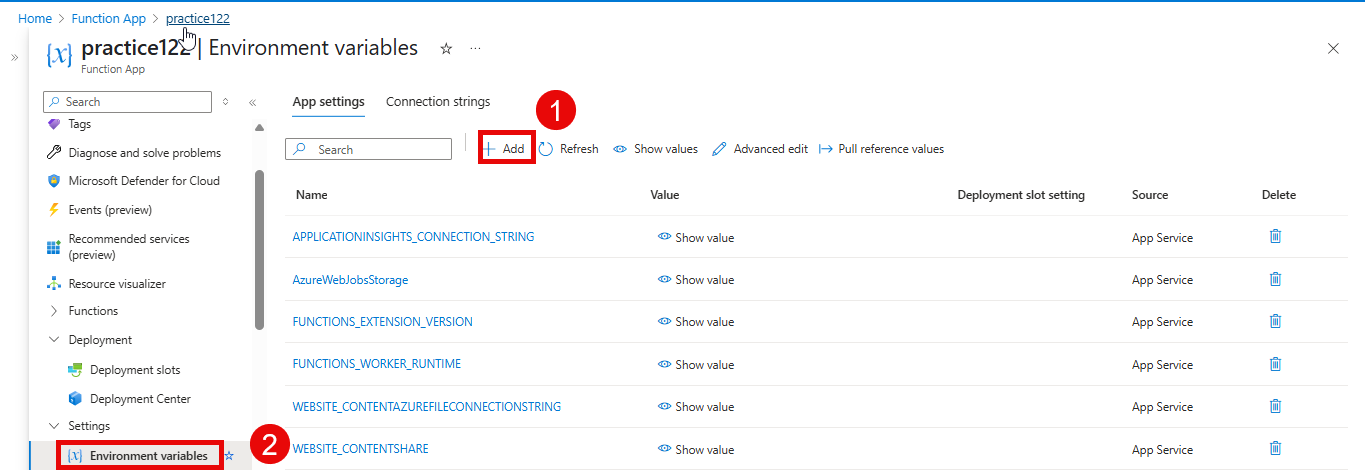 Home > Function App > practice122
practice122 | Environment variables
Function App
Search
Tags
Diagnose and solve problems
Microsoft Defender for Cloud
Events (preview)
Recommended services
(preview)
Resource visualizer
Functions
Deployment
Deployment slots
Deployment Center
Settings
Environment variables
2
App settings Connection strings
1
Search Add Refresh Show values Advanced edit Pull reference values
Name Value Deployment slot setting Source Delete
APPLICATIONINSIGHTS_CONNECTION_STRING Show value App Service
AzureWebJobsStorage Show value App Service
FUNCTIONS_EXTENSION_VERSION Show value App Service
FUNCTIONS_WORKER_RUNTIME Show value App Service
WEBSITE_CONTENTAZUREFILECONNECTIONSTRING Show value App Service
WEBSITE_CONTENTSHARE Show value App Service